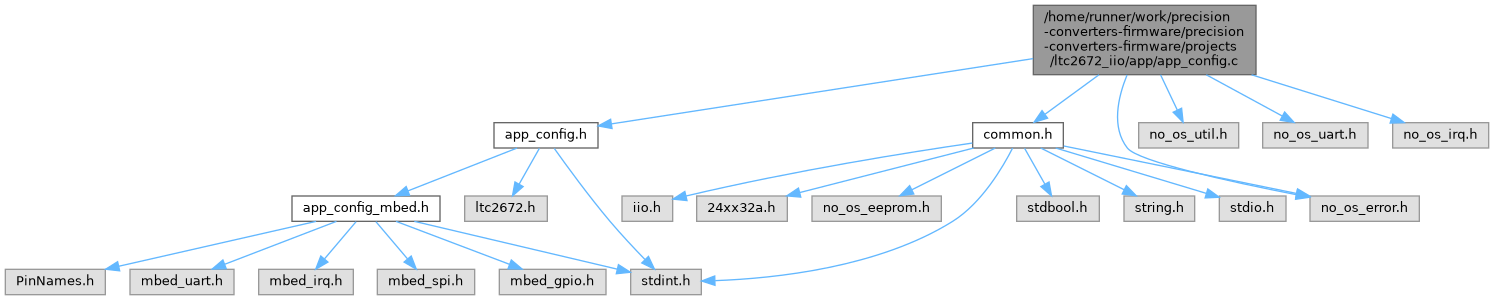 /home/runner/work/precision
-converters-firmware/precision
-converters-firmware/projects
/ltc2672_iio/app/app_config.c
app_config.h
common.h
no_os_util.h
no_os_uart.h
no_os_irq.h
app_config_mbed.h
ltc2672.h
iio.h
24xx32a.h
no_os_eeprom.h
stdbool.h
string.h
stdio.h
no_os_error.h
PinNames.h
mbed_uart.h
mbed_irq.h
mbed_spi.h
mbed_gpio.h
stdint.h